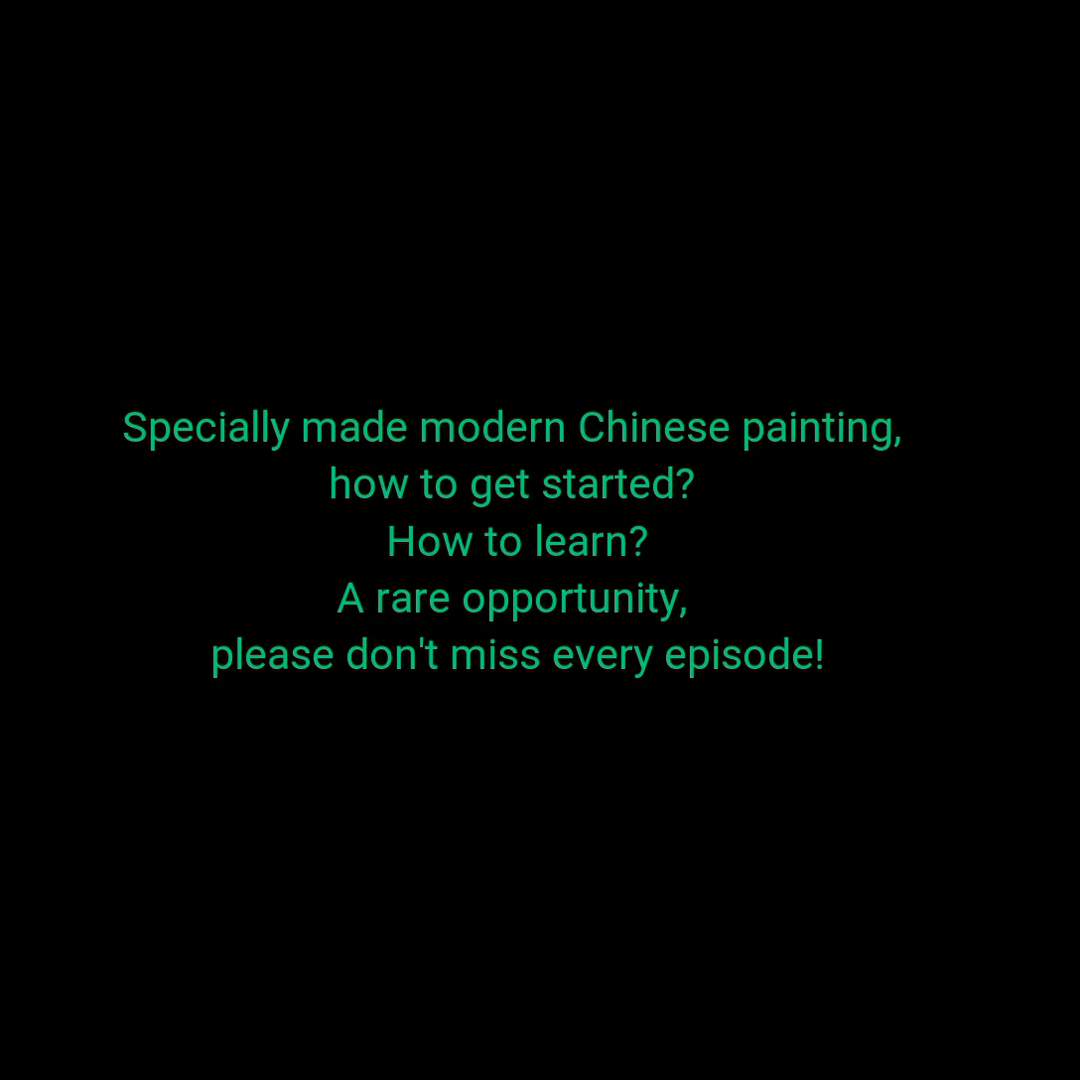 Specially made modern Chinese painting,
how to get started?
How to learn?
A rare opportunity,
please don't miss every episode!